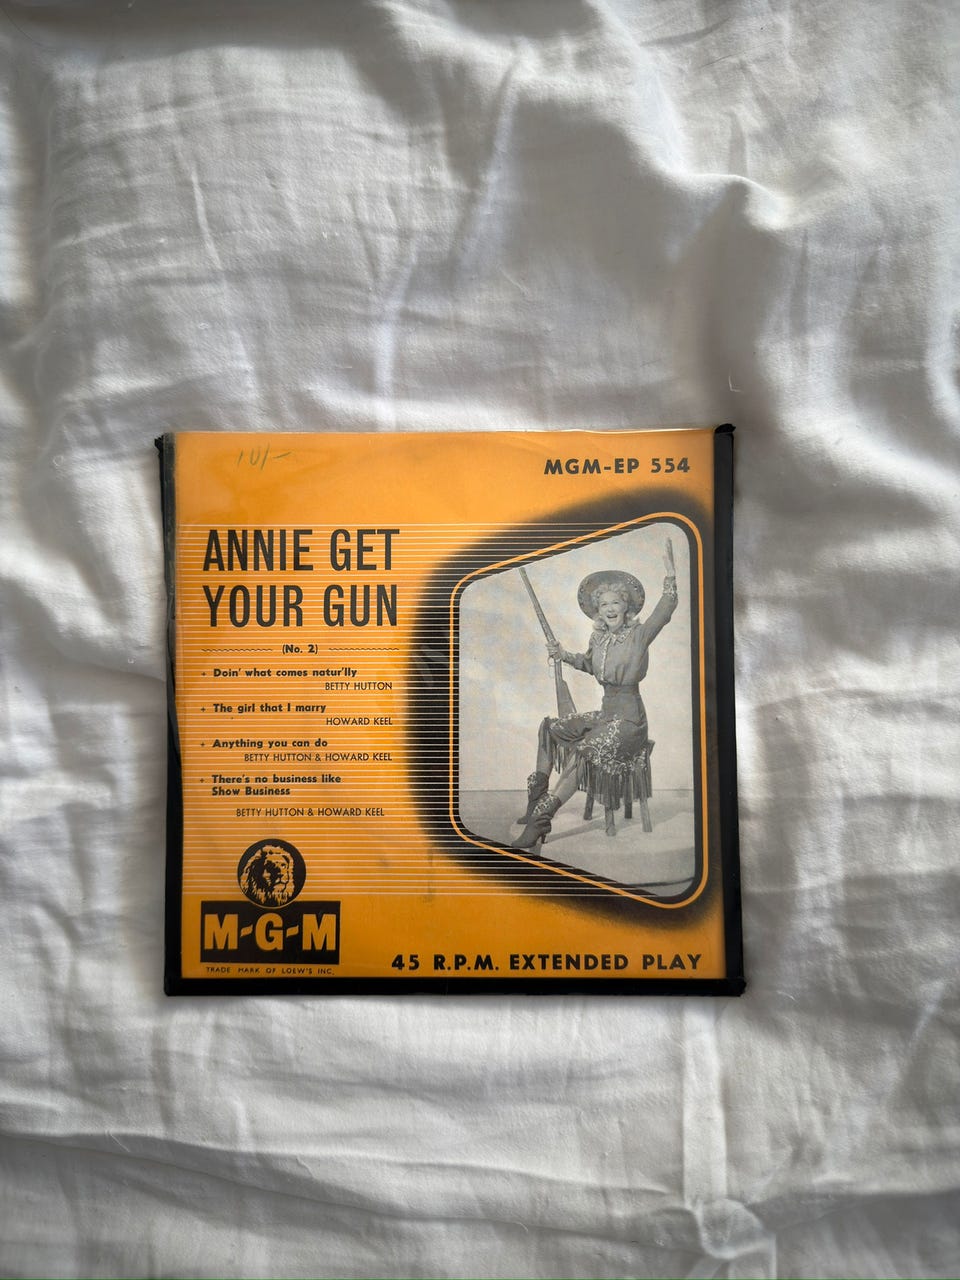 10/-
MGM-EP 554
ANNIE GET
YOUR GUN
(No. 2)
+ Doin' what comes natur'lly
BETTY HUTTON
+ The girl that I marry
HOWARD KEEL
+ Anything you can do
BETTY HUTTON & HOWARD KEEL
+ There's no business like
Show Business
BETTY HUTTON & HOWARD KEEL
M-G-M
TRADE MARK OF LOEW'S INC.
45 R.P.M. EXTENDED PLAY